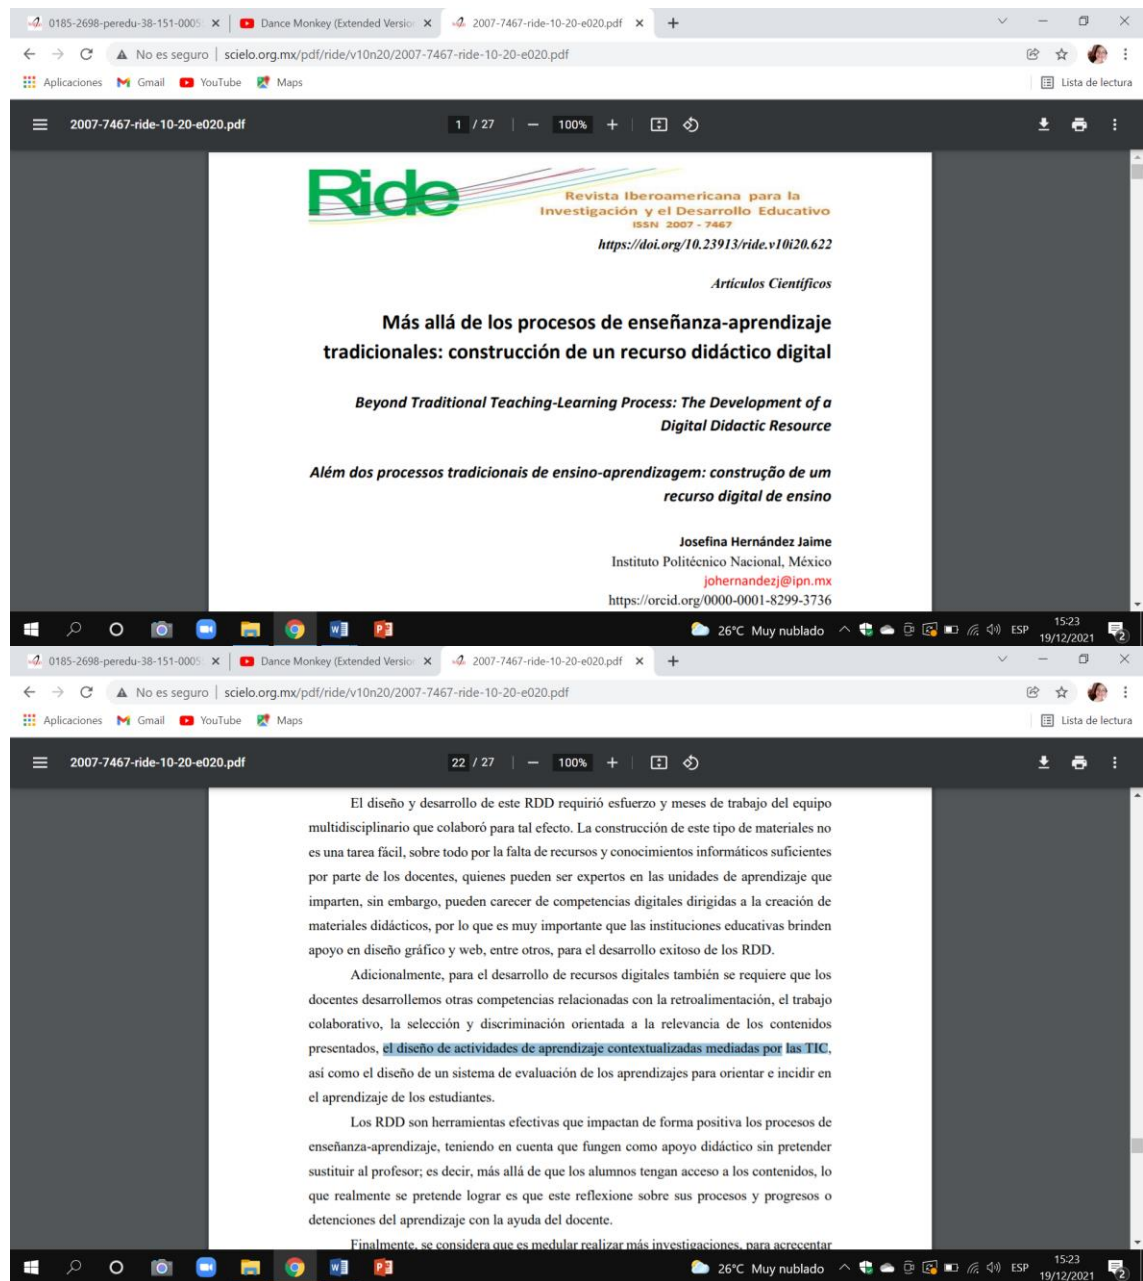 0185-2698-peredu-38-151-0005
Dance Monkey (Extended Version
2007-7467-ride-10-20-e020.pdf
No es seguro | scielo.org.mx/pdf/ride/v10n20/2007-7467-ride-10-20-e020.pdf
Aplicaciones Gmail YouTube Maps Lista de lectura
2007-7467-ride-10-20-e020.pdf 1 / 27 | − 100% +
Ride
Revista Iberoamericana para la
Investigación y el Desarrollo Educativo
ISSN 2007 - 7467
https://doi.org/10.23913/ride.v10i20.622
Artículos Científicos
Más allá de los procesos de enseñanza-aprendizaje
tradicionales: construcción de un recurso didáctico digital
Beyond Traditional Teaching-Learning Process: The Development of a
Digital Didactic Resource
Além dos processos tradicionais de ensino-aprendizagem: construção de um
recurso digital de ensino
Josefina Hernández Jaime
Instituto Politécnico Nacional, México
johernandezj@ipn.mx
https://orcid.org/0000-0001-8299-3736
26°C Muy nublado ESP 15:23
19/12/2021
0185-2698-peredu-38-151-0005
Dance Monkey (Extended Version
2007-7467-ride-10-20-e020.pdf
No es seguro | scielo.org.mx/pdf/ride/v10n20/2007-7467-ride-10-20-e020.pdf
Aplicaciones Gmail YouTube Maps Lista de lectura
2007-7467-ride-10-20-e020.pdf 22 / 27 | − 100% +
El diseño y desarrollo de este RDD requirió esfuerzo y meses de trabajo del equipo
multidisciplinario que colaboró para tal efecto. La construcción de este tipo de materiales no
es una tarea fácil, sobre todo por la falta de recursos y conocimientos informáticos suficientes
por parte de los docentes, quienes pueden ser expertos en las unidades de aprendizaje que
imparten, sin embargo, pueden carecer de competencias digitales dirigidas a la creación de
materiales didácticos, por lo que es muy importante que las instituciones educativas brinden
apoyo en diseño gráfico y web, entre otros, para el desarrollo exitoso de los RDD.
Adicionalmente, para el desarrollo de recursos digitales también se requiere que los
docentes desarrollemos otras competencias relacionadas con la retroalimentación, el trabajo
colaborativo, la selección y discriminación orientada a la relevancia de los contenidos
presentados, el diseño de actividades de aprendizaje contextualizadas mediadas por las TIC,
así como el diseño de un sistema de evaluación de los aprendizajes para orientar e incidir en
el aprendizaje de los estudiantes.
Los RDD son herramientas efectivas que impactan de forma positiva los procesos de
enseñanza-aprendizaje, teniendo en cuenta que fungen como apoyo didáctico sin pretender
sustituir al profesor; es decir, más allá de que los alumnos tengan acceso a los contenidos, lo
que realmente se pretende lograr es que este reflexione sobre sus procesos y progresos o
detenciones del aprendizaje con la ayuda del docente.
Finalmente, se considera que es medular realizar más investigaciones, para acrecentar
26°C Muy nublado ESP 15:23
19/12/2021